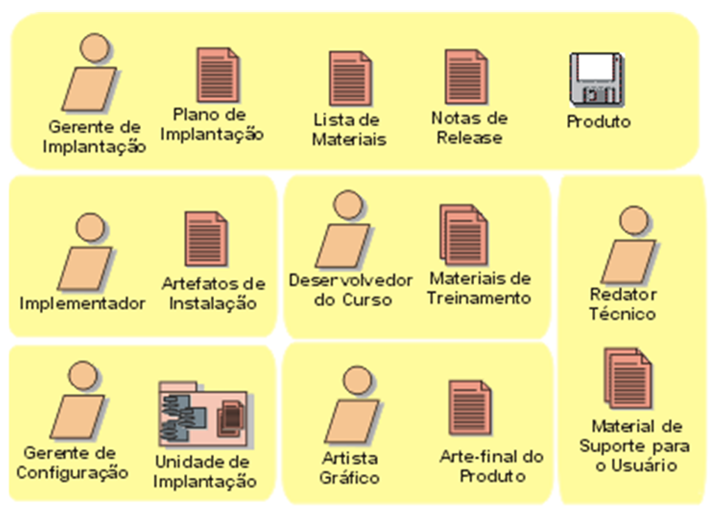 Gerente de
Implantação
Plano de
Implantação
Lista de
Materiais
Notas de
Release
Produto
Implementador
Artefatos de
Instalação
Desenvolvedor
do Curso
Materiais de
Treinamento
Redator
Técnico
Material de
Suporte para
o Usuário
Gerente de
Configuração
Unidade de
Implantação
Artista
Gráfico
Arte-final do
Produto